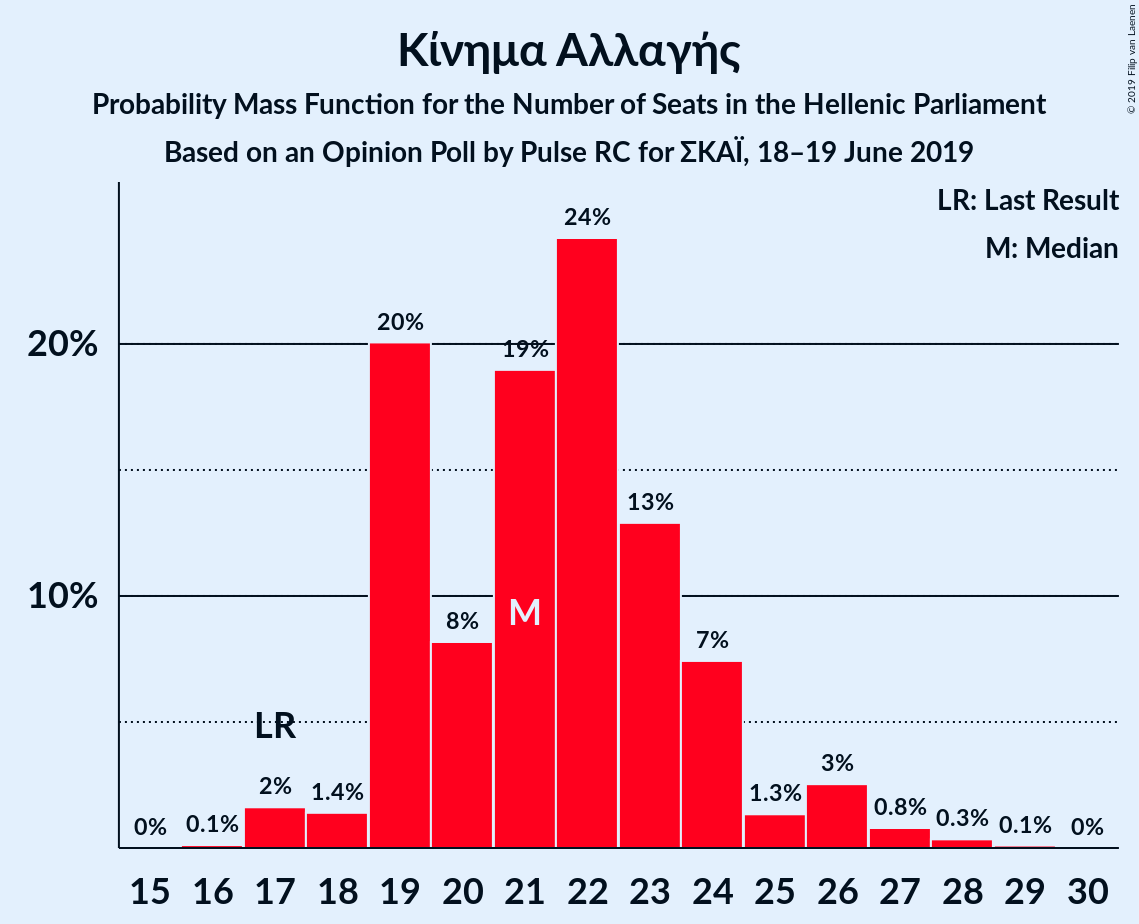 Κίνημα Αλλαγής
Probability Mass Function for the Number of Seats in the Hellenic Parliament
Based on an Opinion Poll by Pulse RC for ΣΚΑΪ, 18–19 June 2019
© 2019 Filip van Laenen
LR: Last Result
M: Median
20%
10%
0%
0.1%
2%
1.4%
20%
8%
19%
24%
13%
7%
1.3%
3%
0.8%
0.3%
0.1%
0%
LR
M
15 16 17 18 19 20 21 22 23 24 25 26 27 28 29 30